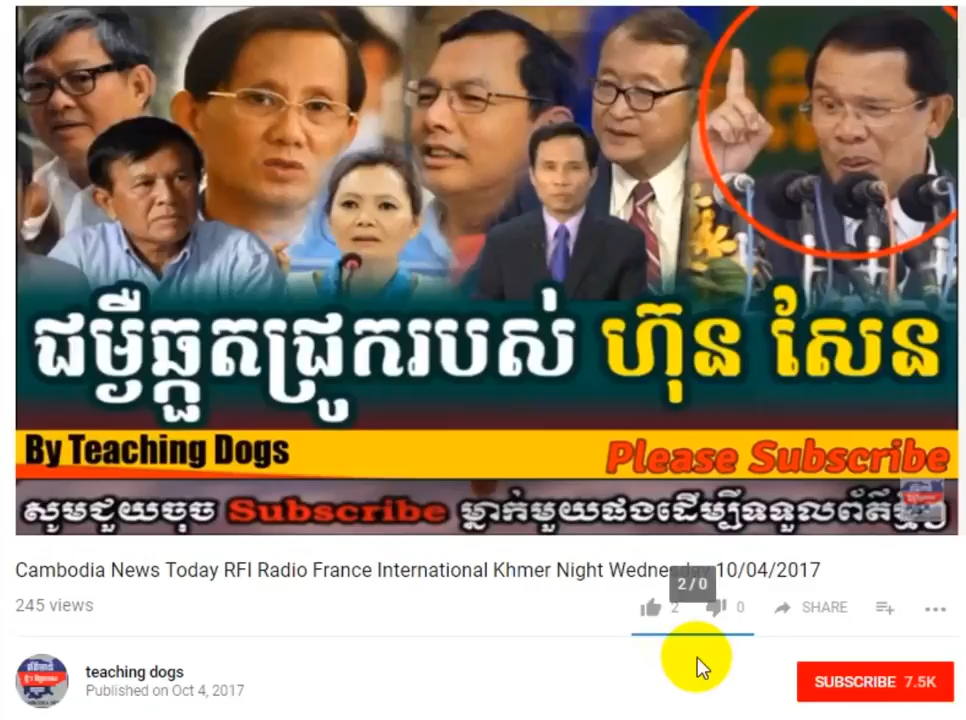 ជម្ងឺឆ្កួតជ្រូករបស់ ហ៊ុន សែន
By Teaching Dogs
Please Subscribe
សូមជួយចុច Subscribe ម្នាក់មួយផងដើម្បីទទួលព័ត៌
Cambodia News Today RFI Radio France International Khmer Night Wednesday 10/04/2017
2/0
245 views
2 0 SHARE
teaching dogs
Published on Oct 4, 2017
SUBSCRIBE 7.5K